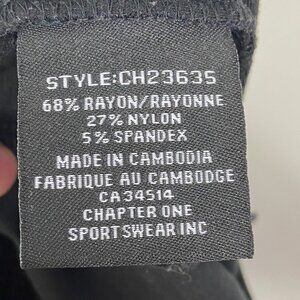 STYLE:CH23635
68% RAYON/RAYONNE
27% NYLON
5% SPANDEX
MADE IN CAMBODIA
FABRIQUE AU CAMBODGE
CA 34514
CHAPTER ONE
SPORTSWEAR INC